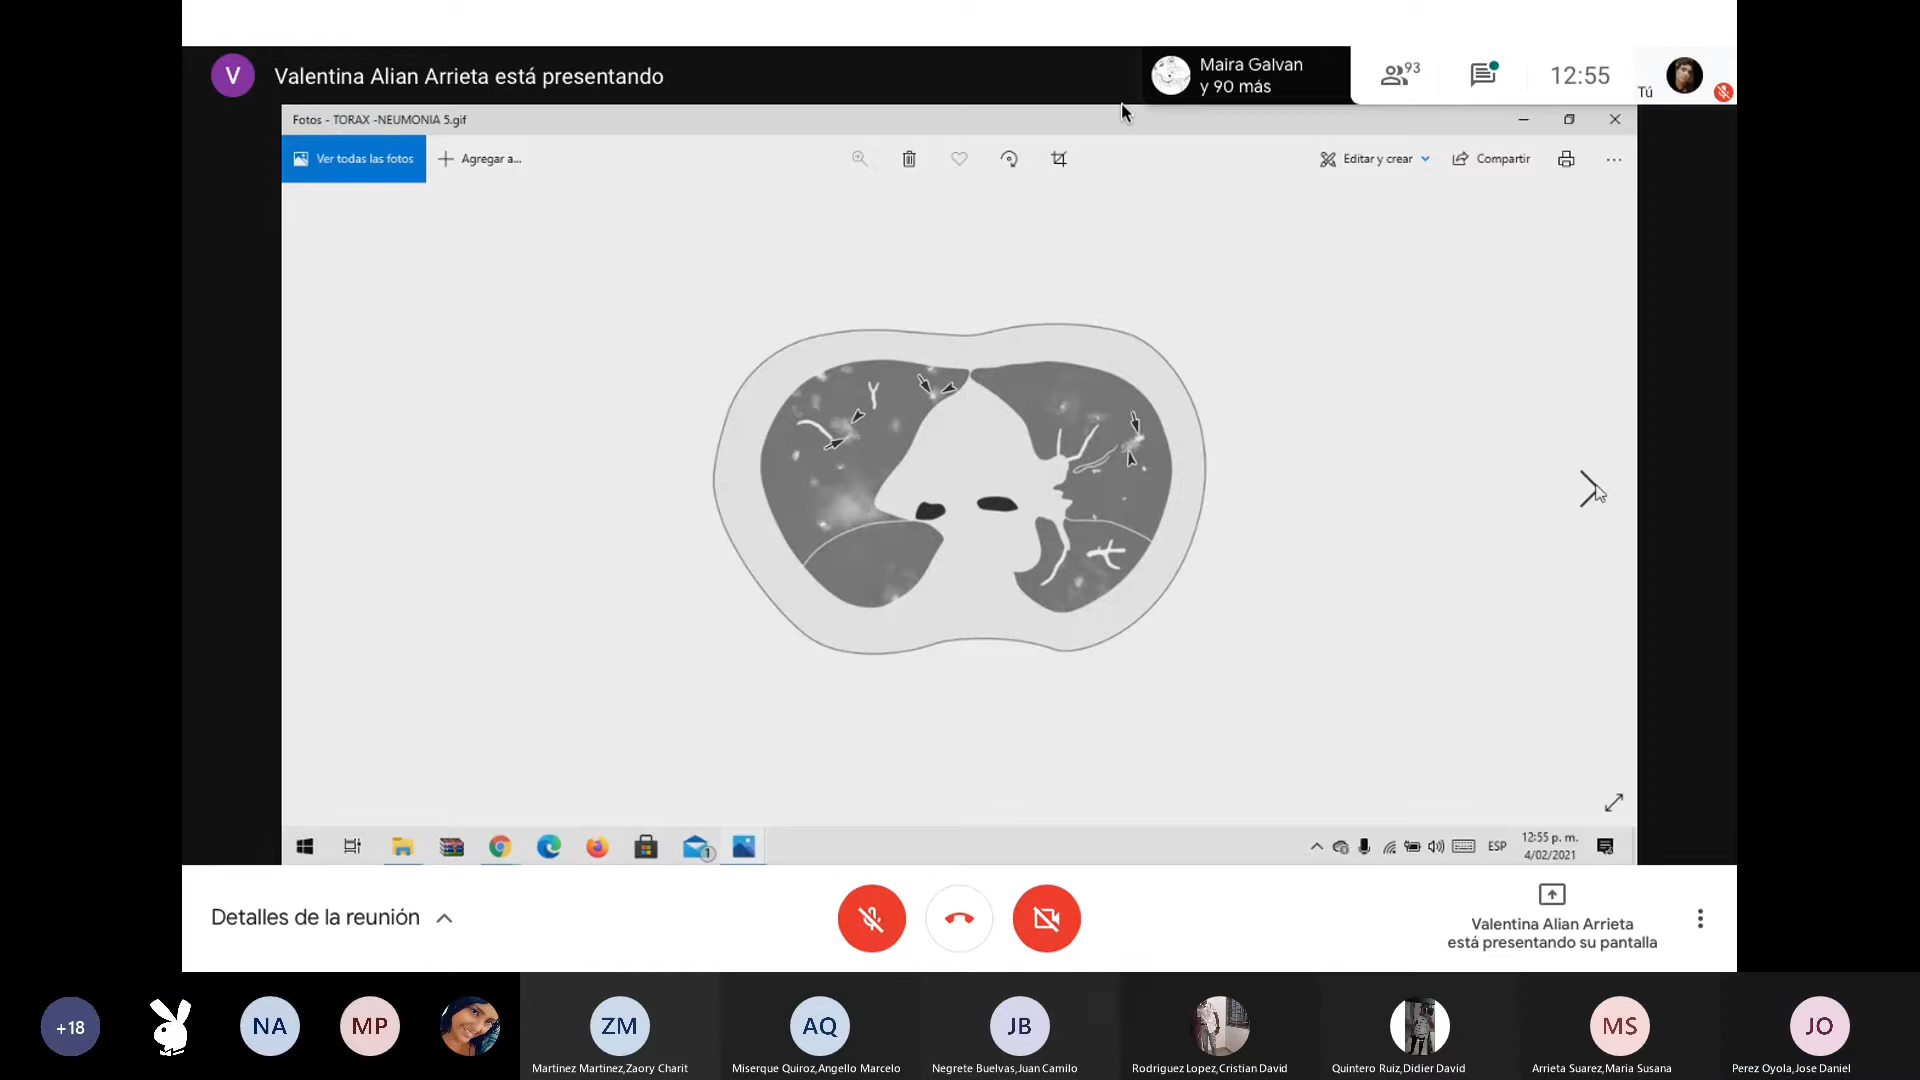 V
Valentina Alian Arrieta está presentando
Maira Galvan
y 90 más
93
12:55
Tú
Fotos - TORAX -NEUMONIA 5.gif
Ver todas las fotos
Agregar a...
Editar y crear
Compartir
1
ESP
12:55 p. m.
4/02/2021
Detalles de la reunión
Valentina Alian Arrieta
está presentando su pantalla
+18
NA
MP
ZM
AQ
JB
MS
JO
Martinez Martinez,Zaory Charit
Miserque Quiroz,Angello Marcelo
Negrete Buelvas,Juan Camilo
Rodriguez Lopez,Cristian David
Quintero Ruiz,Didier David
Arrieta Suarez,Maria Susana
Perez Oyola,Jose Daniel